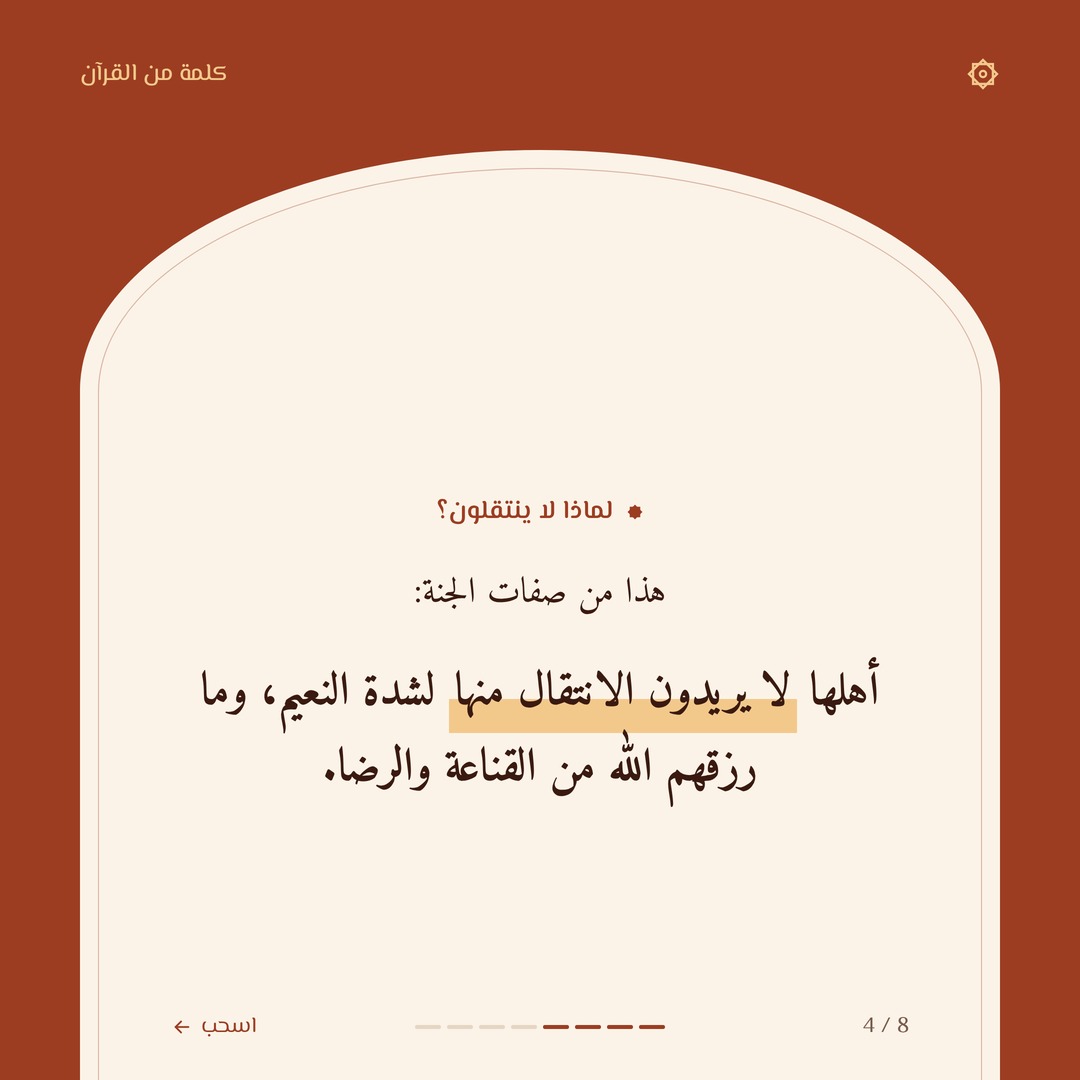 كلمة من القرآن
لماذا لا ينتقلون؟
هذا من صفات الجنة:
أهلها لا يريدون الانتقال منها لشدة النعيم، وما
رزقهم الله من القناعة والرضا.
4 / 8
اسحب ←